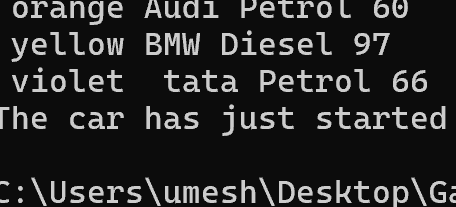 orange Audi Petrol 60
yellow BMW Diesel 97
violet  tata Petrol 66
The car has just started
C:\Users\umesh\Desktop\Ga